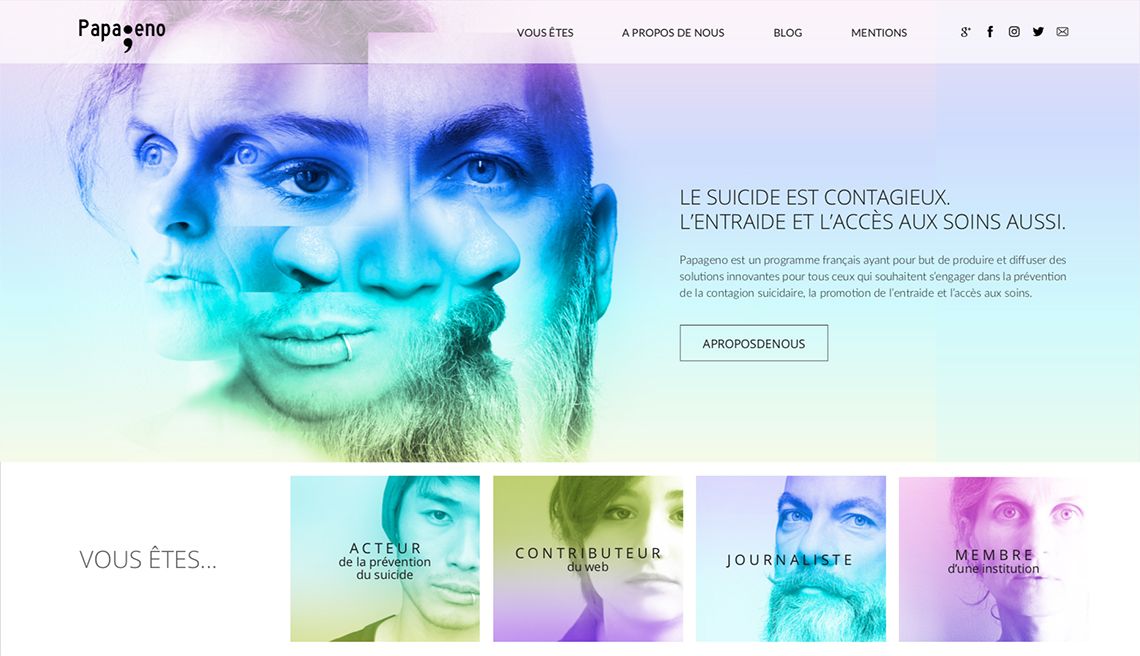 Papa;eno
VOUS ÊTES
A PROPOS DE NOUS
BLOG
MENTIONS
LE SUICIDE EST CONTAGIEUX.
L'ENTRAIDE ET L'ACCÈS AUX SOINS AUSSI.
Papageno est un programme français ayant pour but de produire et diffuser des
solutions innovantes pour tous ceux qui souhaitent s'engager dans la prévention
de la contagion suicidaire, la promotion de l'entraide et l'accès aux soins.
APROPOSDENOUS
VOUS ÊTES...
ACTEUR
de la prévention
du suicide
CONTRIBUTEUR
du web
JOURNALISTE
MEMBRE
d'une institution